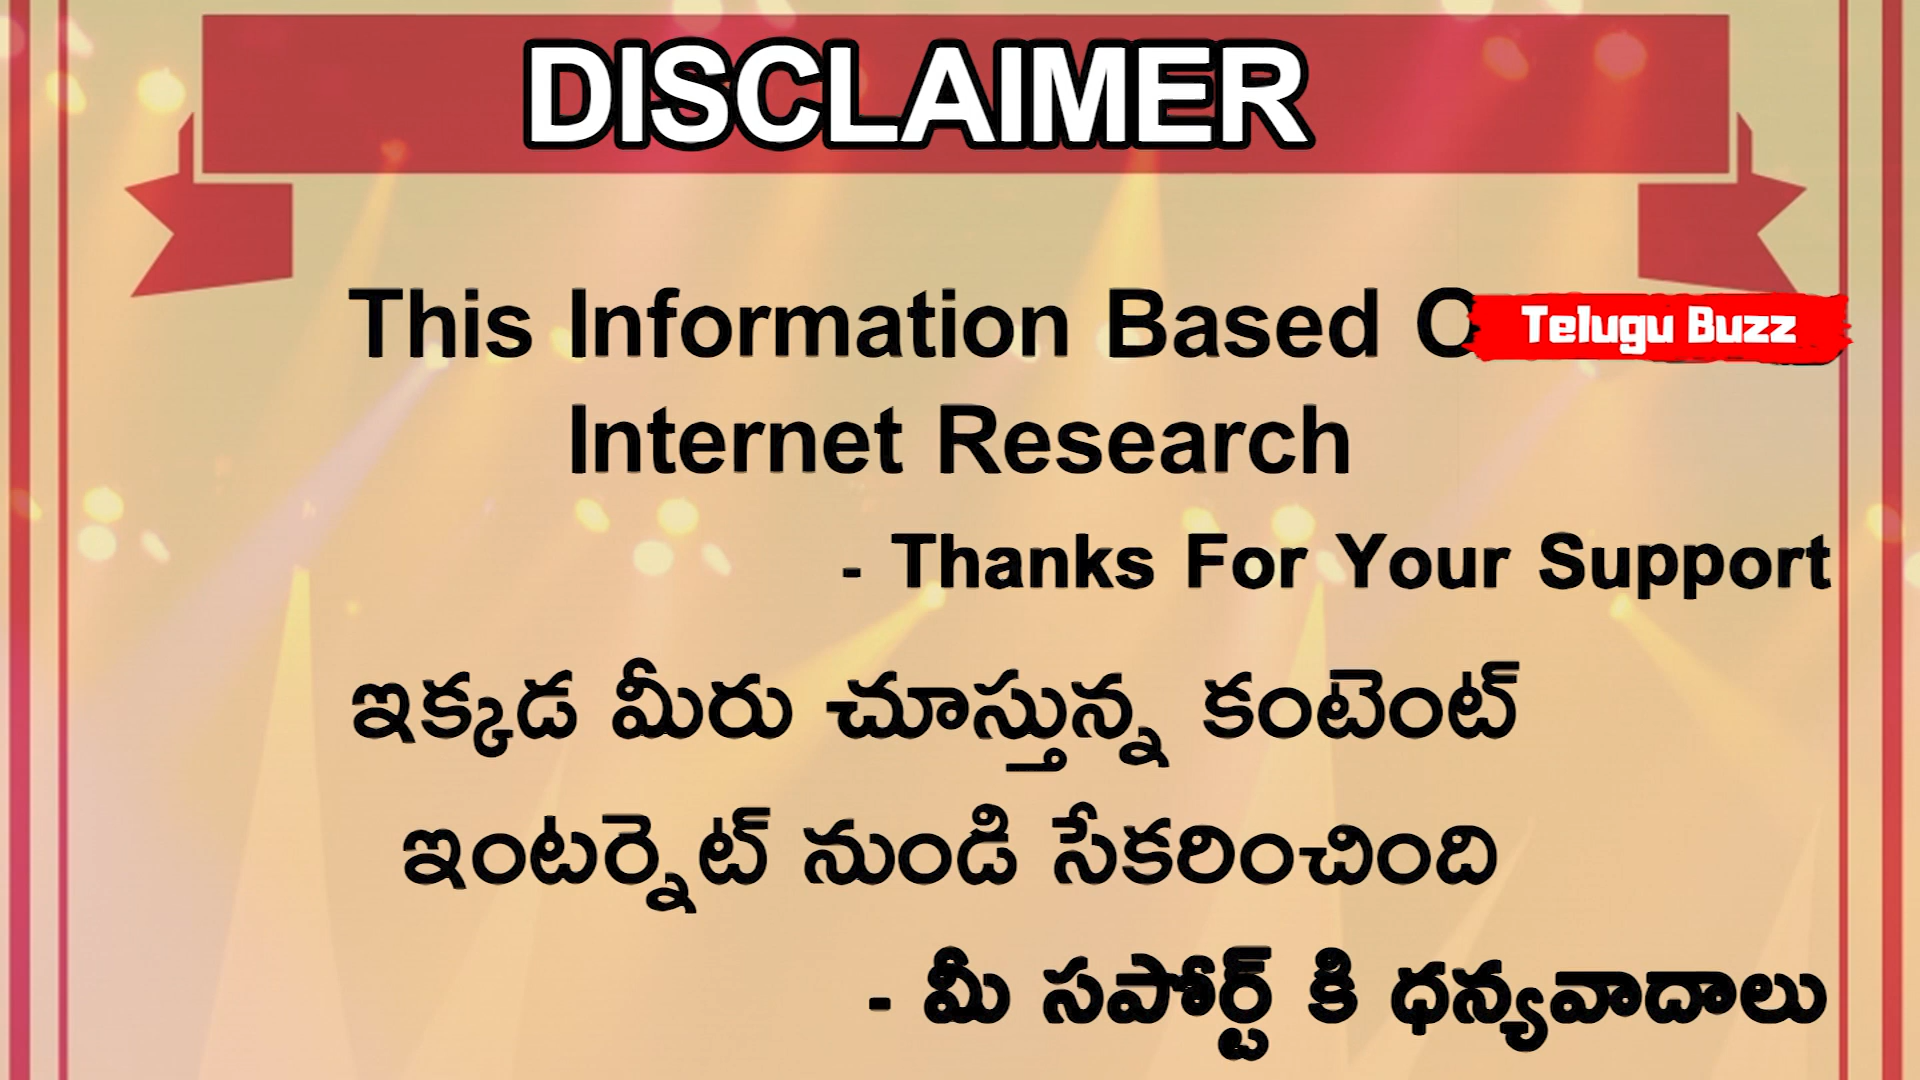 DISCLAIMER
This Information Based
Telugu Buzz
Internet Research
- Thanks For Your Support
ఇక్కడ మీరు చూస్తున్న కంటెంట్
ఇంటర్నెట్ నుండి సేకరించింది
- మీ సపోర్ట్ కి ధన్యవాదాలు